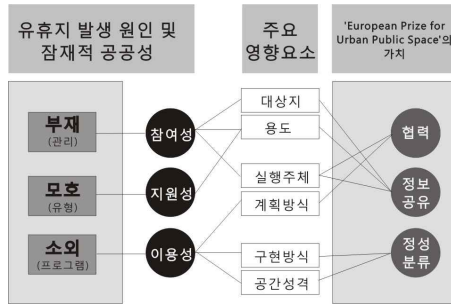 유휴지 발생 원인 및
잠재적 공공성
주요
영향요소
'European Prize for
Urban Public Space'의
가치
부재
(관리)
모호
(유형)
소외
(프로그램)
참여성
지원성
이용성
대상지
용도
실행주체
계획방식
구현방식
공간성격
협력
정보
공유
정성
분류